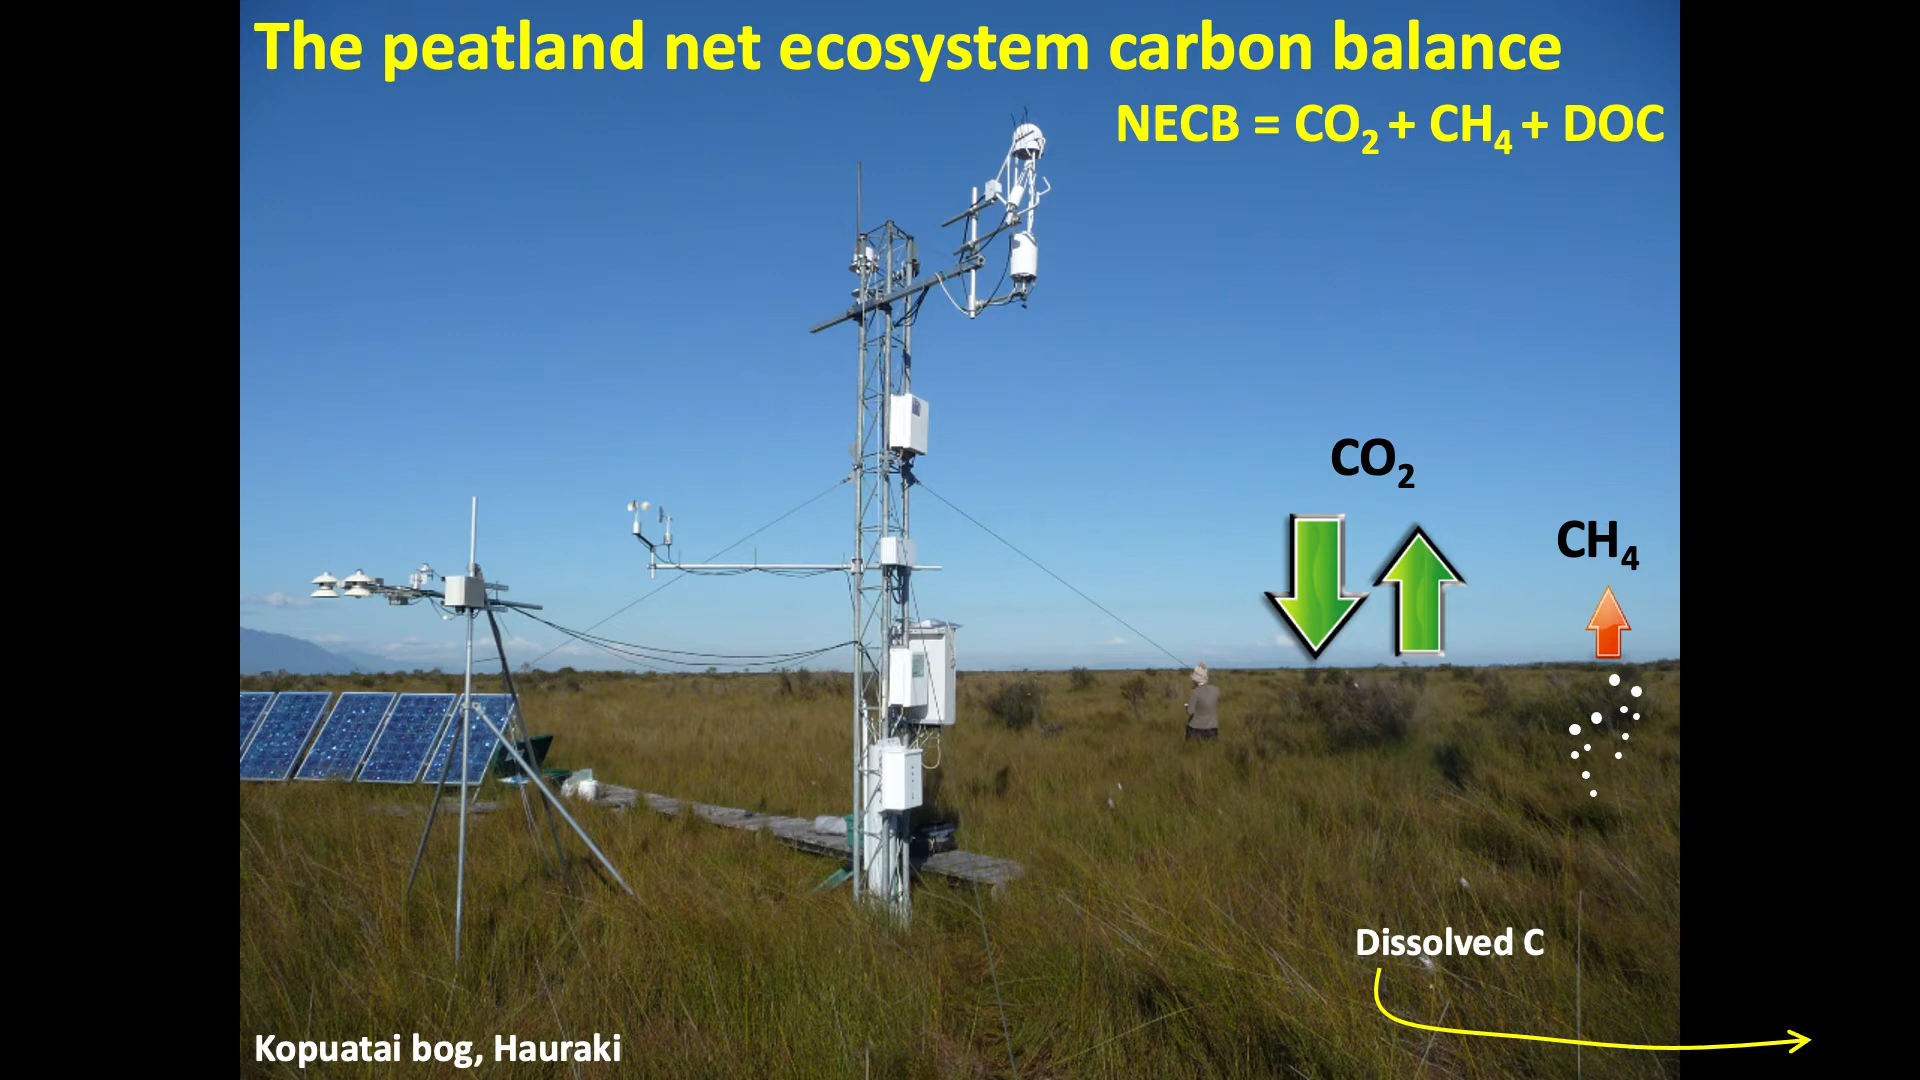 The peatland net ecosystem carbon balance
NECB = CO₂ + CH₄ + DOC
CO₂
CH₄
Dissolved C
Kopuatai bog, Hauraki